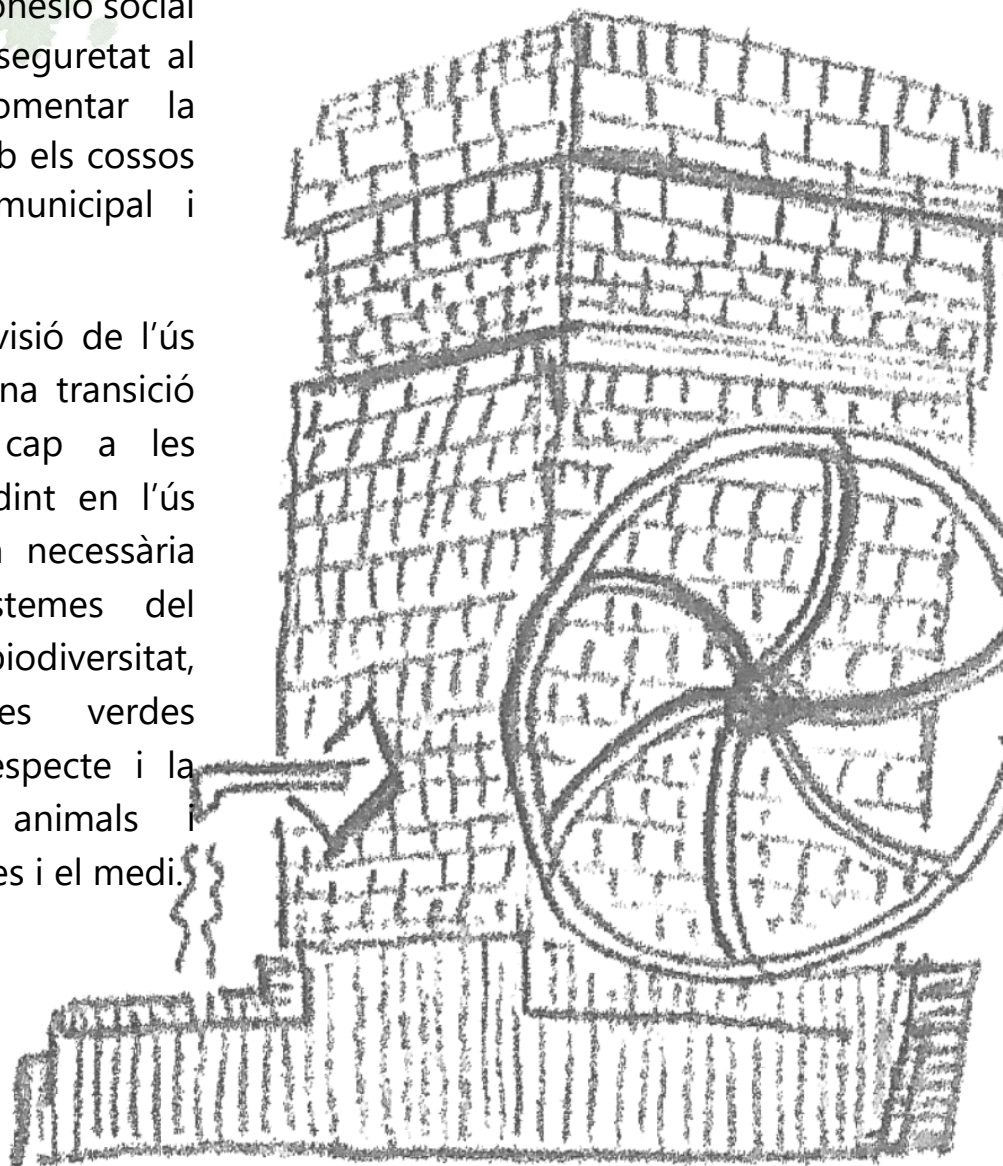 ohesió social
seguretat al
omentar la
b els cossos
municipal i
visió de l’ús
na transició
cap a les
dint en l’ús
necessària
stemes del
biodiversitat,
es verdes
especte i la
animals i
es i el medi.